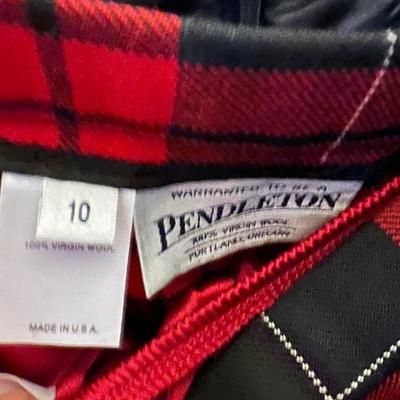 10
100% VIRGIN WOOL
MADE IN U.S.A.
WARRANTED TO BE A
PENDLETON
100% VIRGIN WOOL
PORTLAND, OREGON